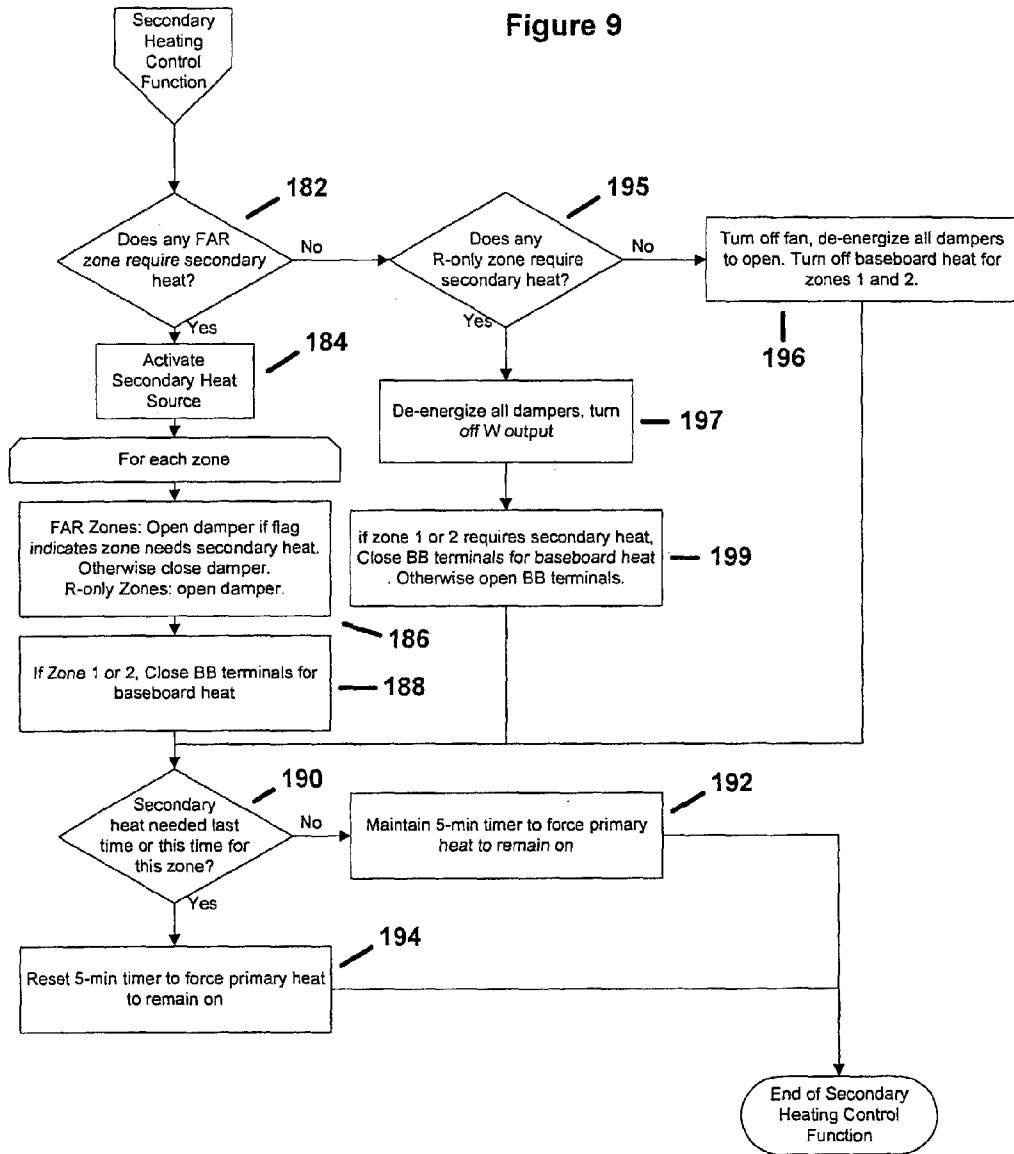 Figure 9
Secondary
Heating
Control
Function
182
Does any FAR
zone require secondary
heat?
No
Yes
195
Does any
R-only zone require
secondary heat?
No
Yes
Turn off fan, de-energize all dampers
to open. Turn off baseboard heat for
zones 1 and 2.
196
184
Activate
Secondary Heat
Source
For each zone
De-energize all dampers, turn
off W output
197
FAR Zones: Open damper if flag
indicates zone needs secondary heat.
Otherwise close damper.
R-only Zones: open damper.
186
if zone 1 or 2 requires secondary heat,
Close BB terminals for baseboard heat
. Otherwise open BB terminals.
199
If Zone 1 or 2, Close BB terminals for
baseboard heat
188
190
Secondary
heat needed last
time or this time for
this zone?
No
Yes
192
Maintain 5-min timer to force primary
heat to remain on
194
Reset 5-min timer to force primary heat
to remain on
End of Secondary
Heating Control
Function